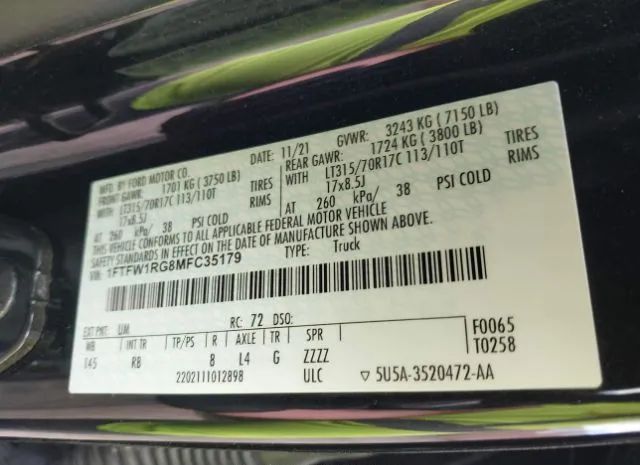 MFD. BY FORD MOTOR CO.
DATE: 11/21 GVWR: 3243 KG ( 7150 LB)
FRONT GAWR: 1701 KG ( 3750 LB)
REAR GAWR: 1724 KG ( 3800 LB)
WITH LT315/70R17C 113/110T TIRES
WITH LT315/70R17C 113/110T TIRES
17x8.5J RIMS
17x8.5J RIMS
AT 260 kPa/ 38 PSI COLD
AT 260 kPa/ 38 PSI COLD
THIS VEHICLE CONFORMS TO ALL APPLICABLE FEDERAL MOTOR VEHICLE
SAFETY STANDARDS IN EFFECT ON THE DATE OF MANUFACTURE SHOWN ABOVE.
VIN: 1FTFW1RG8MFC35179
TYPE: Truck
EXT PNT: UM RC: 72 DSO:
WB INT TR TP/PS R AXLE TR SPR
145 RB 8 L4 G ZZZZ
2202111012898 ULC
F0065
T0258
▽5U5A-3520472-AA